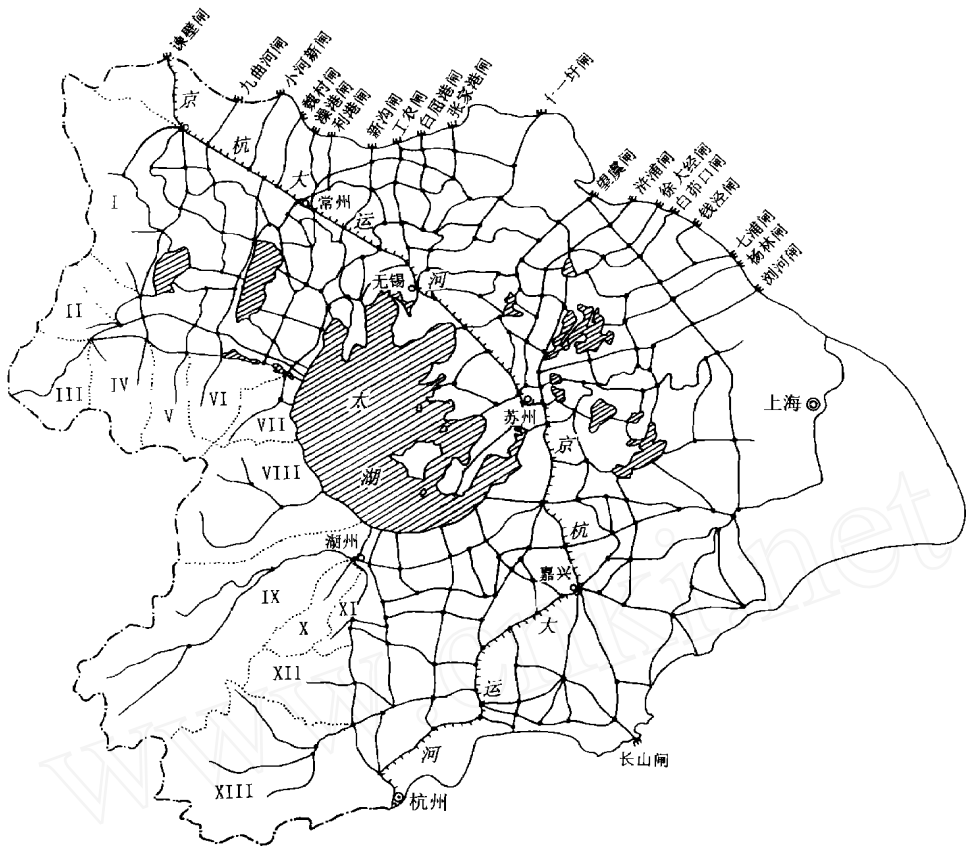 谏壁闸
九曲河闸
小河新闸
魏村闸
澡港闸
利港闸
新沟闸
工农闸
白屈港闸
张家港闸
十一圩闸
望虞闸
浒浦闸
徐六泾闸
白茆口闸
钱泾闸
七浦闸
杨林闸
浏河闸
京
杭
大
运
河
常州
无锡
I
II
III
IV
V
VI
VII
VIII
太
湖
苏州
上海
京
杭
大
运
河
湖州
嘉兴
IX
X
XI
XII
XIII
长山闸
杭州
www.cnki.net